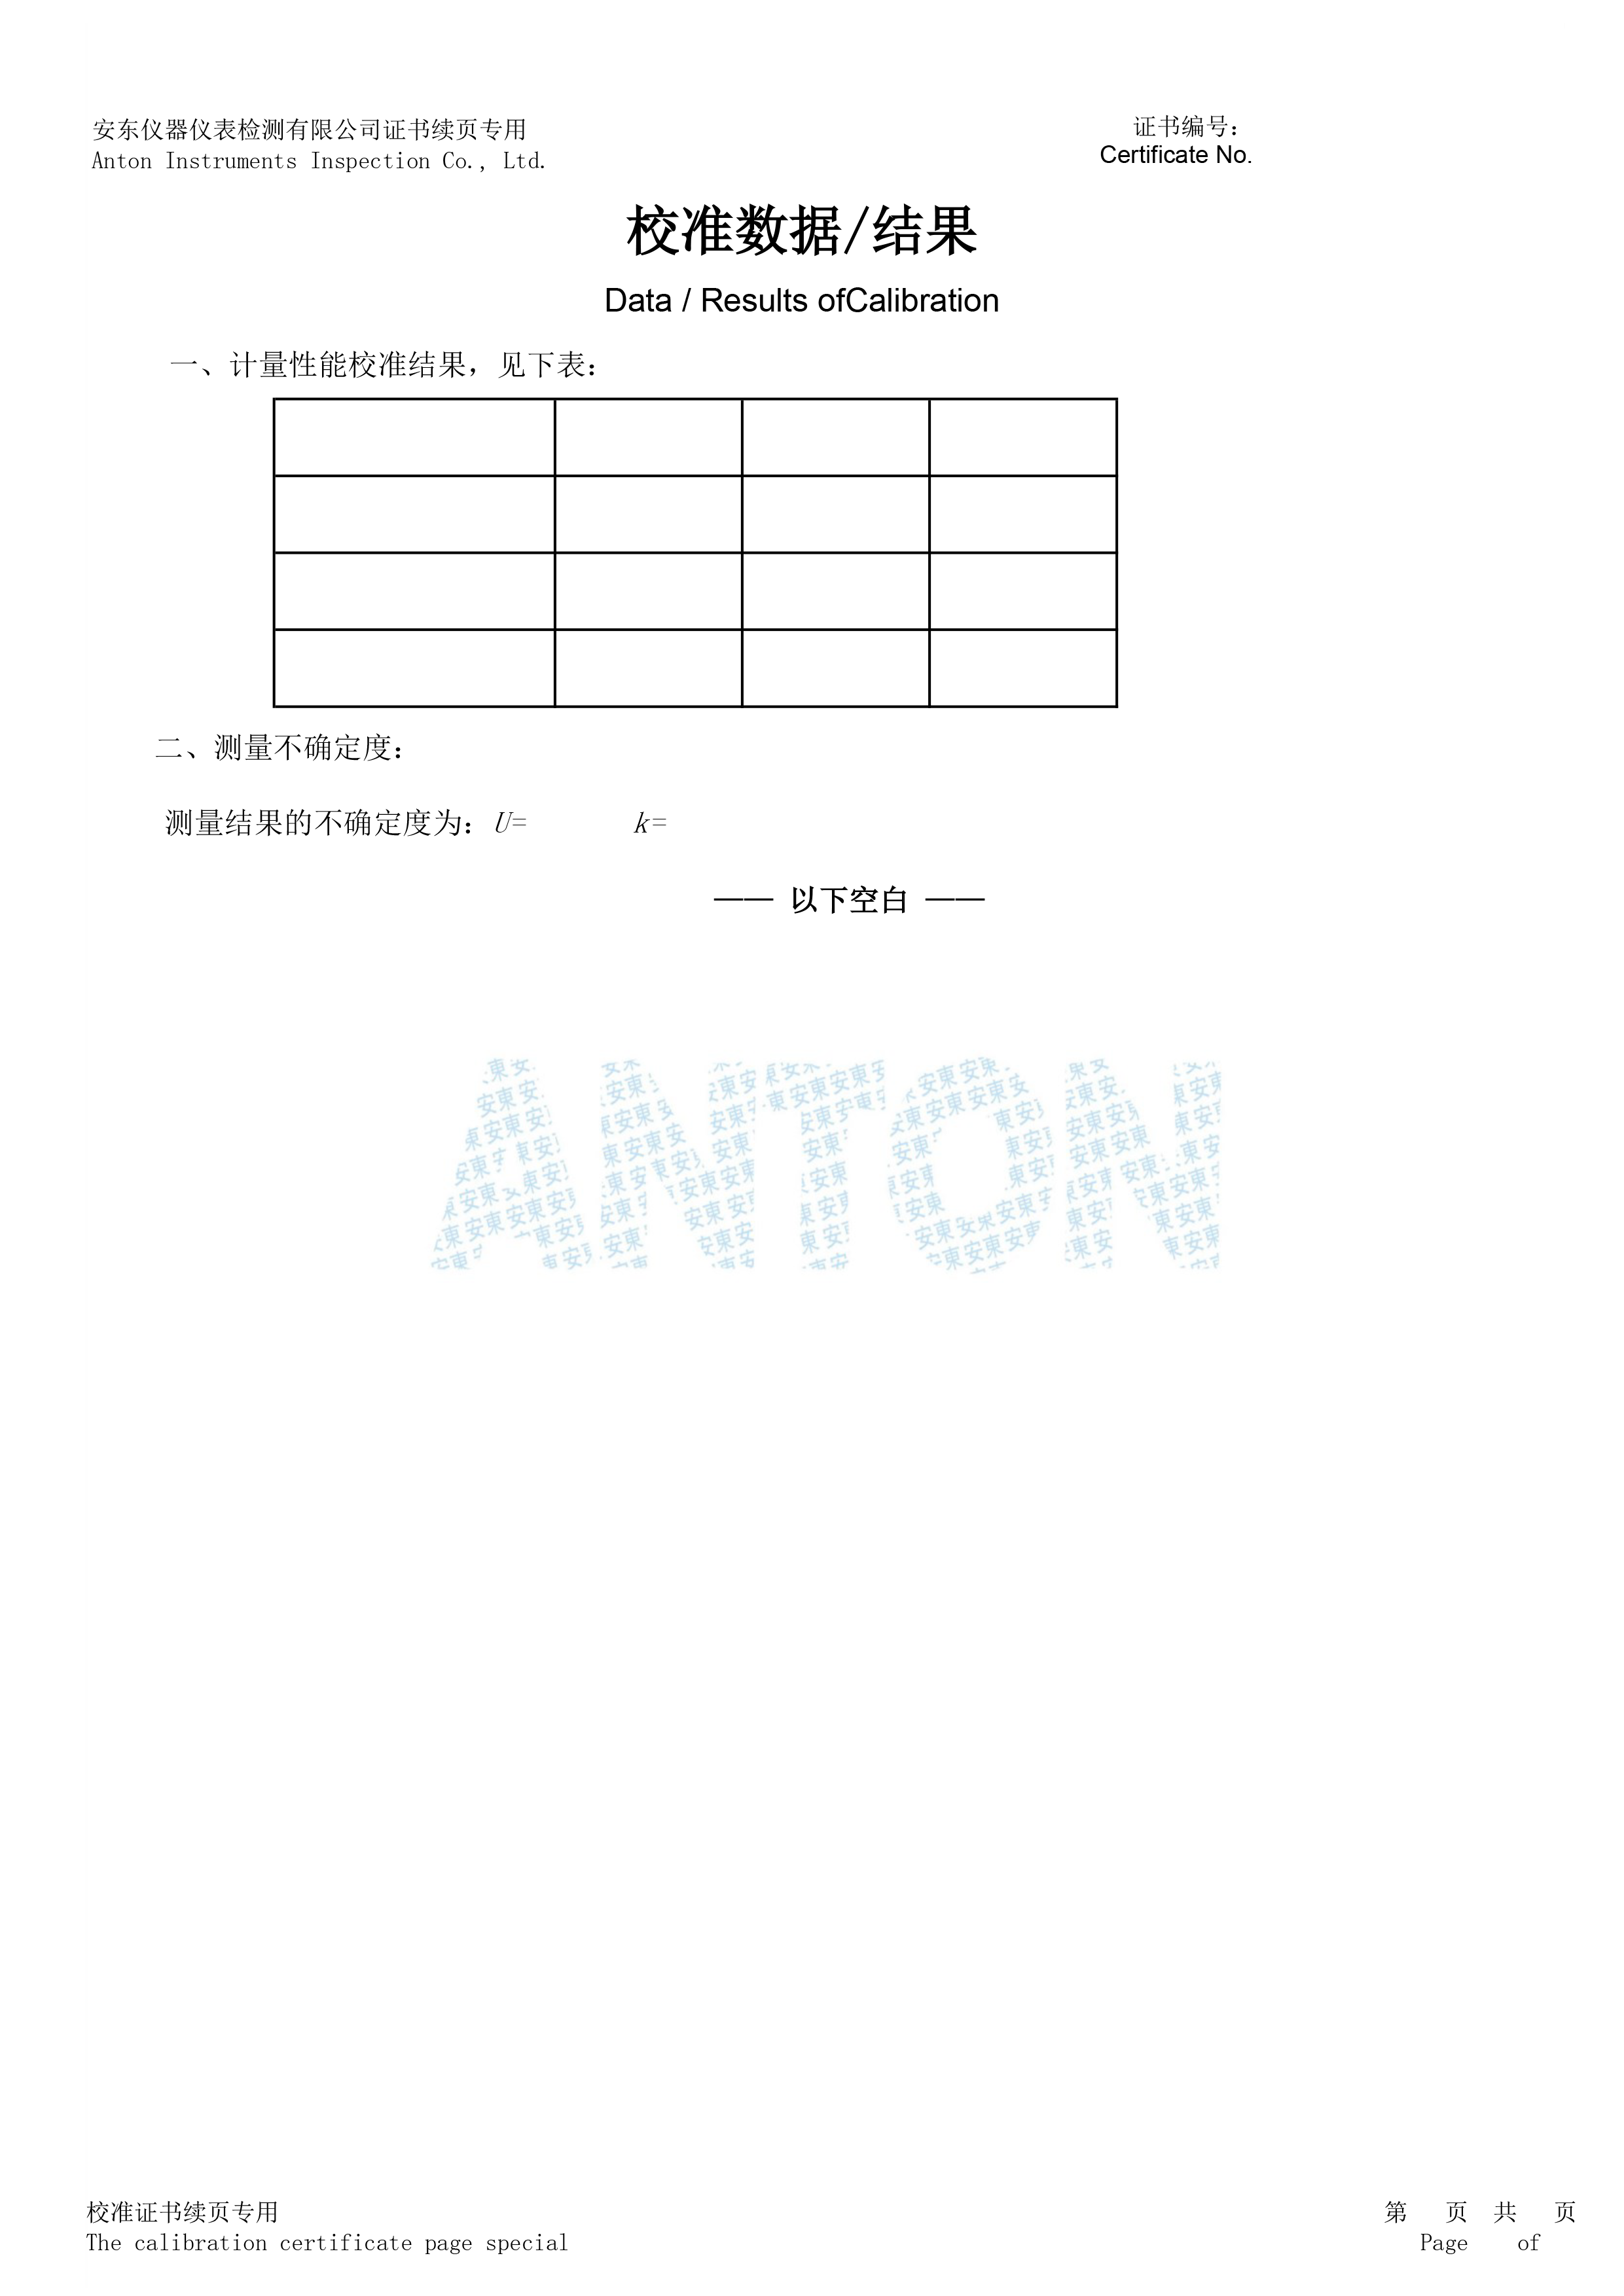 安东仪器仪表检测有限公司证书续页专用
Anton Instruments Inspection Co., Ltd.
证书编号：
Certificate No.
校准数据/结果
Data / Results ofCalibration
一、计量性能校准结果，见下表：
二、测量不确定度：
测量结果的不确定度为：U= k=
—— 以下空白 ——
ANTON
校准证书续页专用
The calibration certificate page special
第 页 共 页
Page of